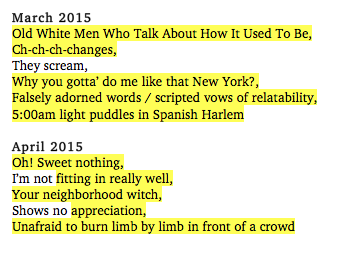 March 2015
Old White Men Who Talk About How It Used To Be,
Ch-ch-ch-changes,
They scream,
Why you gotta’ do me like that New York?,
Falsely adorned words / scripted vows of relatability,
5:00am light puddles in Spanish Harlem
April 2015
Oh! Sweet nothing,
I’m not fitting in really well,
Your neighborhood witch,
Shows no appreciation,
Unafraid to burn limb by limb in front of a crowd